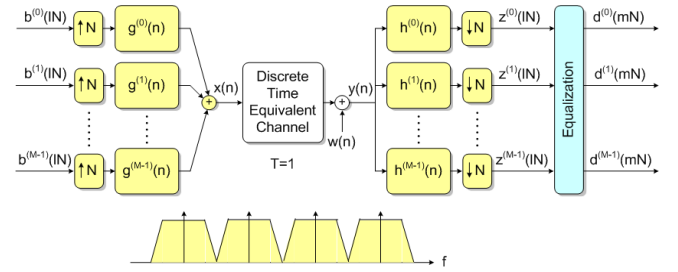 b⁽⁰⁾(lN) ↑N g⁽⁰⁾(n) h⁽⁰⁾(n) ↓N z⁽⁰⁾(lN) d⁽⁰⁾(mN)
b⁽¹⁾(lN) ↑N g⁽¹⁾(n) + x(n) + y(n) h⁽¹⁾(n) ↓N z⁽¹⁾(lN) d⁽¹⁾(mN)
Discrete
Time
Equivalent
Channel
w(n)
Equalization
b⁽ᴹ⁻¹⁾(lN) ↑N g⁽ᴹ⁻¹⁾(n) T=1 h⁽ᴹ⁻¹⁾(n) ↓N z⁽ᴹ⁻¹⁾(lN) d⁽ᴹ⁻¹⁾(mN)
f